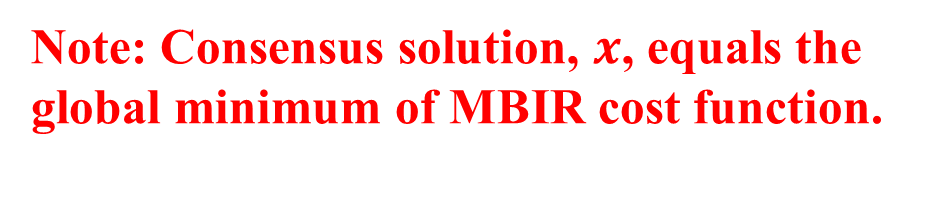 Note: Consensus solution, x, equals the
global minimum of MBIR cost function.